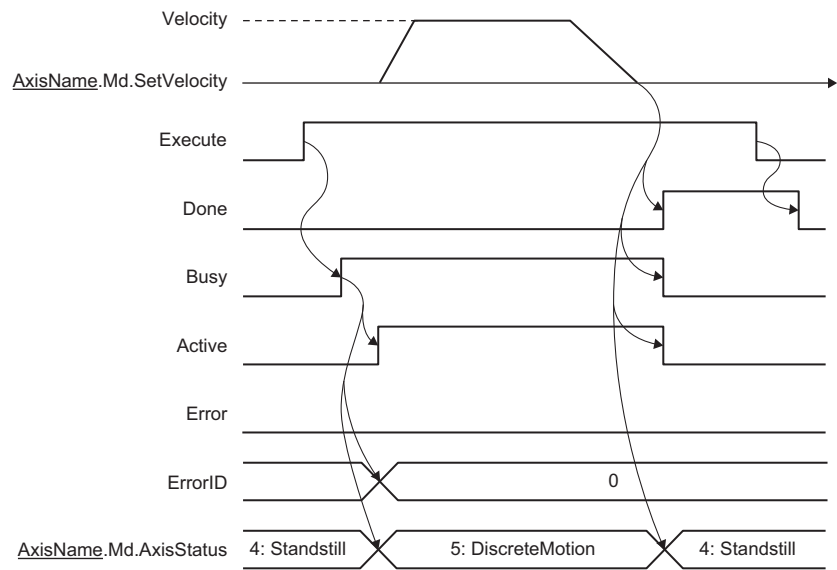 Velocity
AxisName.Md.SetVelocity
Execute
Done
Busy
Active
Error
ErrorID 0
AxisName.Md.AxisStatus 4: Standstill 5: DiscreteMotion 4: Standstill